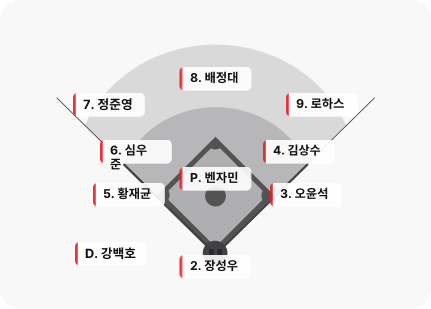 8. 배정대
7. 정준영
9. 로하스
6. 심우
준
4. 김상수
P. 벤자민
5. 황재균
3. 오윤석
D. 강백호
2. 장성우